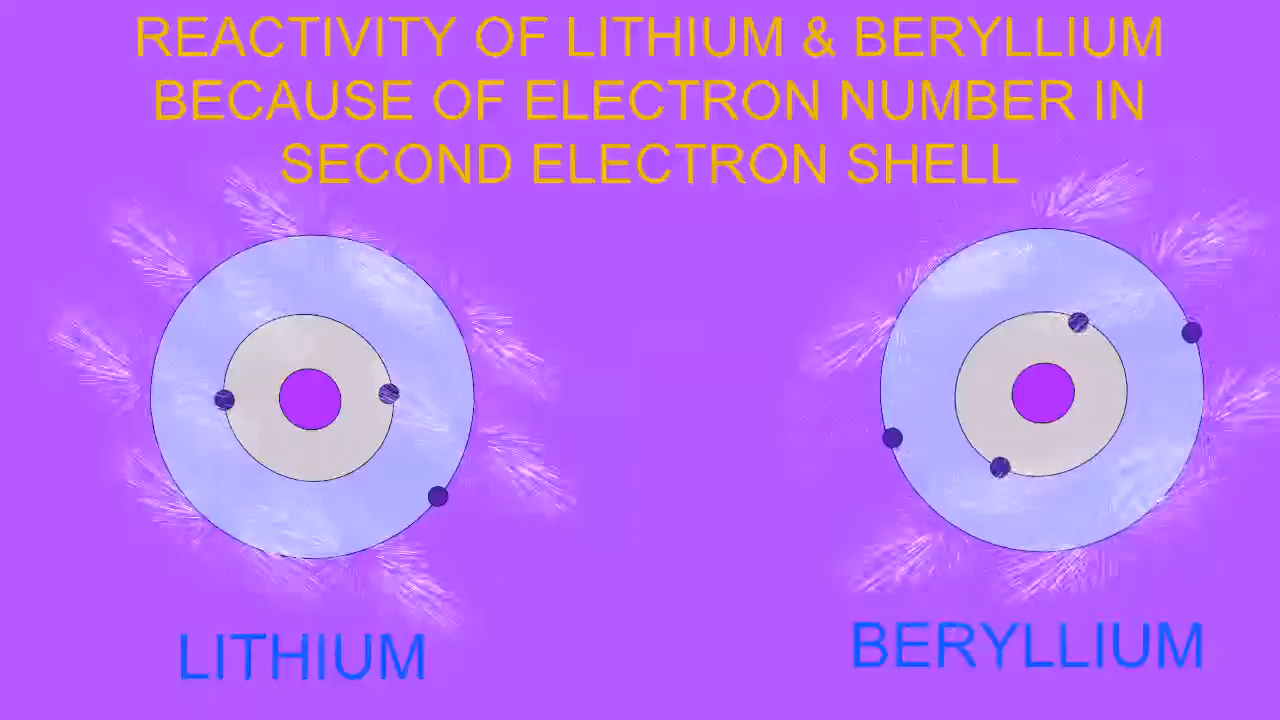 REACTIVITY OF LITHIUM & BERYLLIUM
BECAUSE OF ELECTRON NUMBER IN
SECOND ELECTRON SHELL
LITHIUM
BERYLLIUM